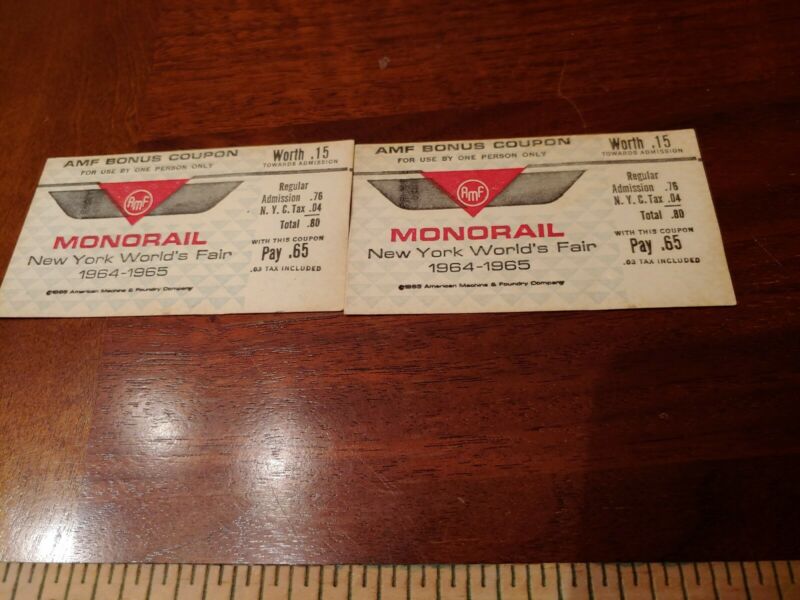 AMF BONUS COUPON
FOR USE BY ONE PERSON ONLY
Worth .15
TOWARDS ADMISSION
AMF
Regular
Admission .76
N.Y.C. Tax .04
Total .80
MONORAIL
New York World's Fair
1964-1965
WITH THIS COUPON
Pay .65
.03 TAX INCLUDED
©1965 American Machine & Foundry Company
AMF BONUS COUPON
FOR USE BY ONE PERSON ONLY
Worth .15
TOWARDS ADMISSION
AMF
Regular
Admission .76
N.Y.C. Tax .04
Total .80
MONORAIL
New York World's Fair
1964-1965
WITH THIS COUPON
Pay .65
.03 TAX INCLUDED
©1965 American Machine & Foundry Company